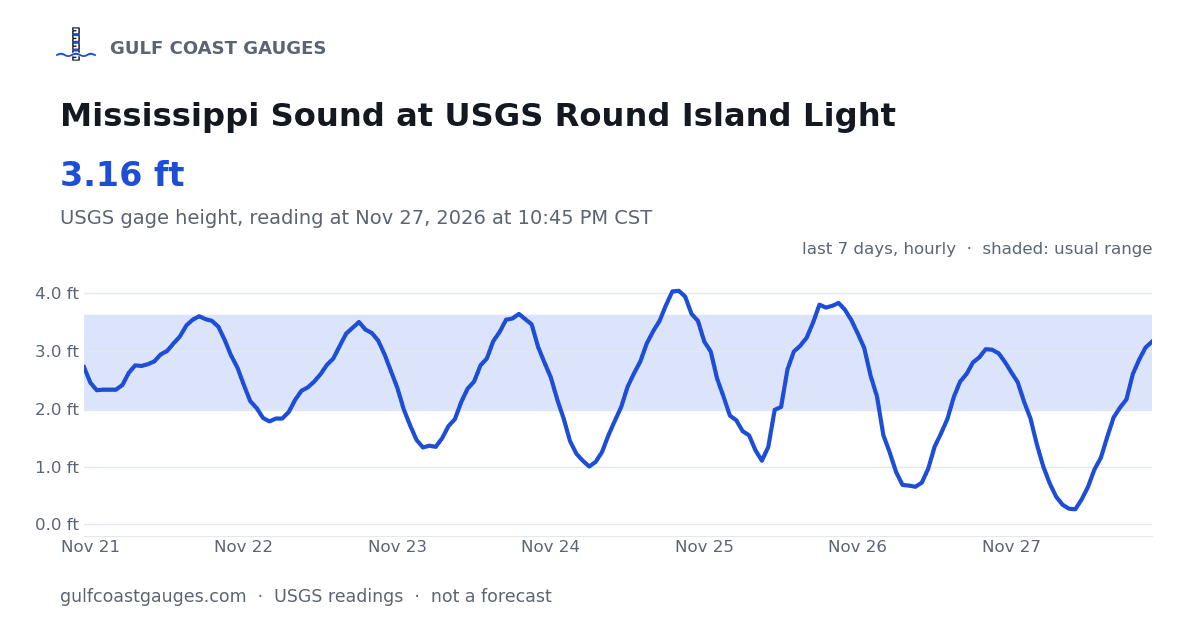 GULF COAST GAUGES
Mississippi Sound at USGS Round Island Light
3.16 ft
USGS gage height, reading at Nov 27, 2026 at 10:45 PM CST
last 7 days, hourly · shaded: usual range
4.0 ft
3.0 ft
2.0 ft
1.0 ft
0.0 ft
Nov 21 Nov 22 Nov 23 Nov 24 Nov 25 Nov 26 Nov 27
gulfcoastgauges.com · USGS readings · not a forecast